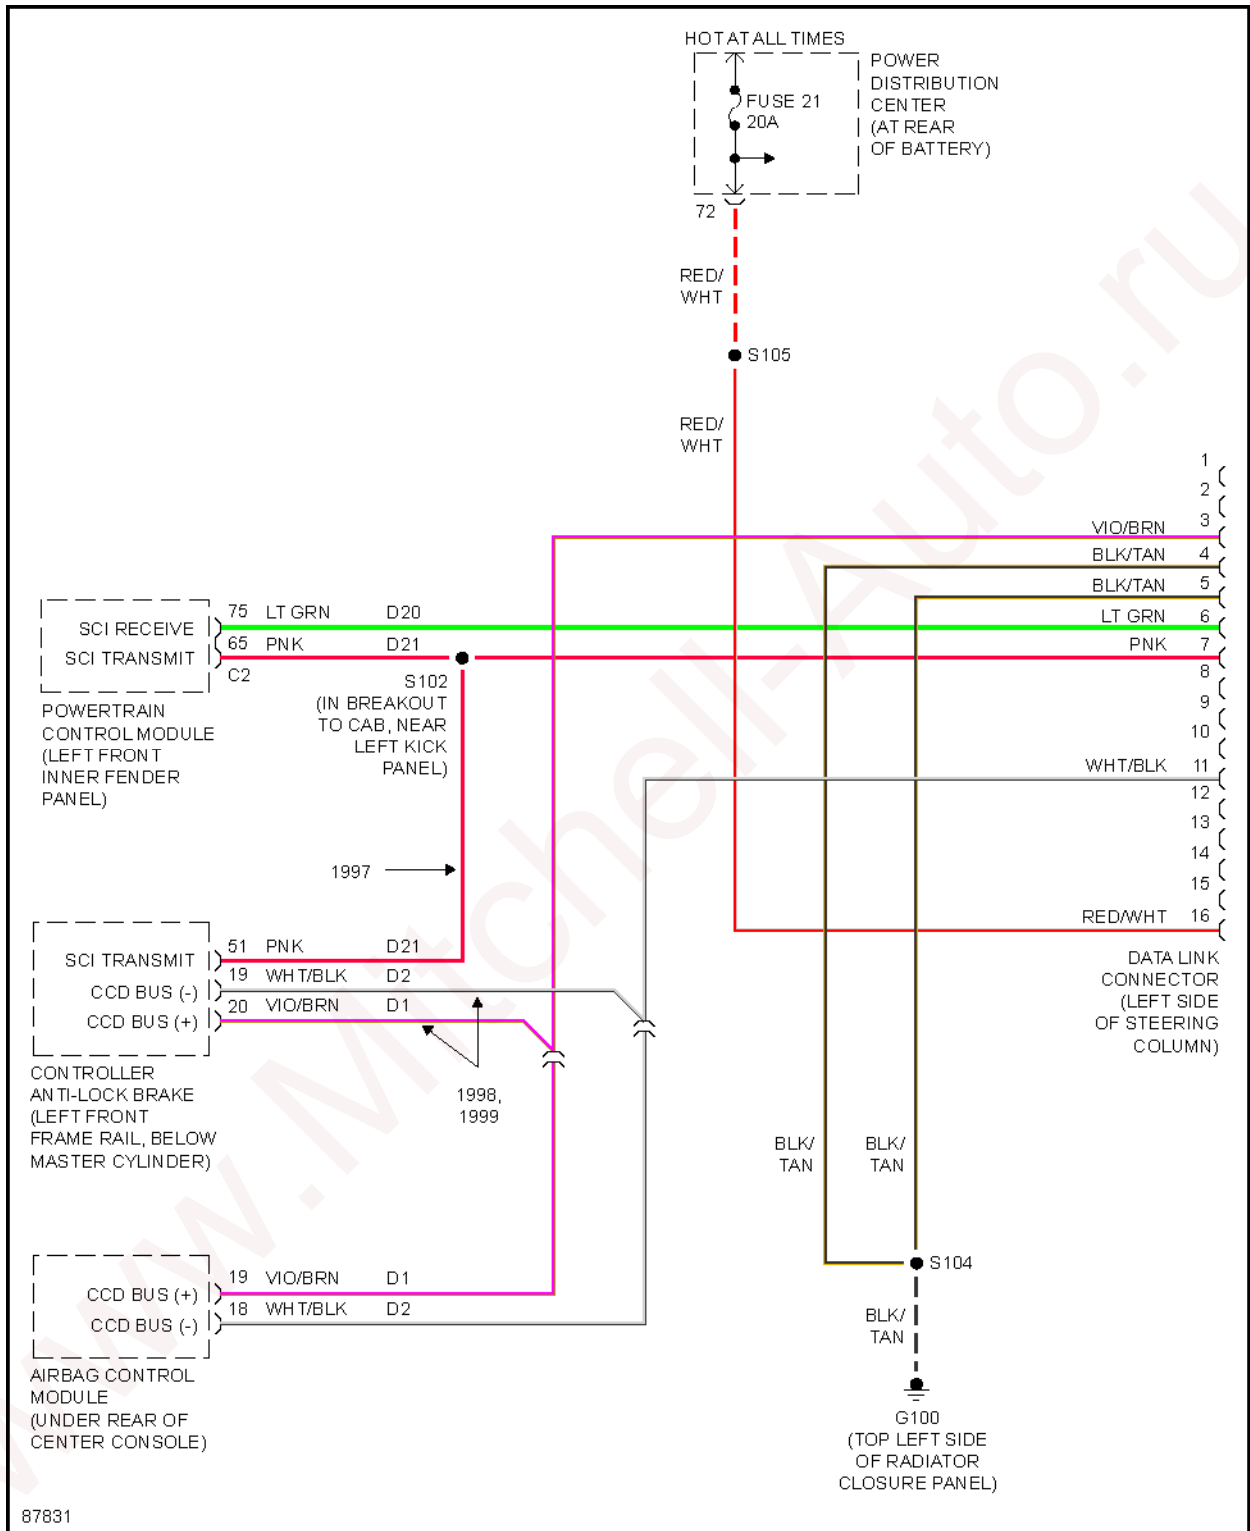 HOT AT ALL TIMES
POWER
DISTRIBUTION
CENTER
(AT REAR
OF BATTERY)
FUSE 21
20A
72
RED/
WHT
S105
RED/
WHT
1
2
3
VIO/BRN
4
BLK/TAN
5
BLK/TAN
6
LT GRN
7
PNK
8
9
10
11
WHT/BLK
12
13
14
15
16
RED/WHT
DATA LINK
CONNECTOR
(LEFT SIDE
OF STEERING
COLUMN)
SCI RECEIVE
75 LT GRN D20
SCI TRANSMIT
65 PNK D21
C2
POWERTRAIN
CONTROL MODULE
(LEFT FRONT
INNER FENDER
PANEL)
S102
(IN BREAKOUT
TO CAB, NEAR
LEFT KICK
PANEL)
1997
SCI TRANSMIT
51 PNK D21
CCD BUS (-)
19 WHT/BLK D2
CCD BUS (+)
20 VIO/BRN D1
CONTROLLER
ANTI-LOCK BRAKE
(LEFT FRONT
FRAME RAIL, BELOW
MASTER CYLINDER)
1998,
1999
BLK/
TAN
BLK/
TAN
CCD BUS (+)
19 VIO/BRN D1
CCD BUS (-)
18 WHT/BLK D2
AIRBAG CONTROL
MODULE
(UNDER REAR OF
CENTER CONSOLE)
S104
BLK/
TAN
G100
(TOP LEFT SIDE
OF RADIATOR
CLOSURE PANEL)
87831
www.Mitchell-Auto.ru